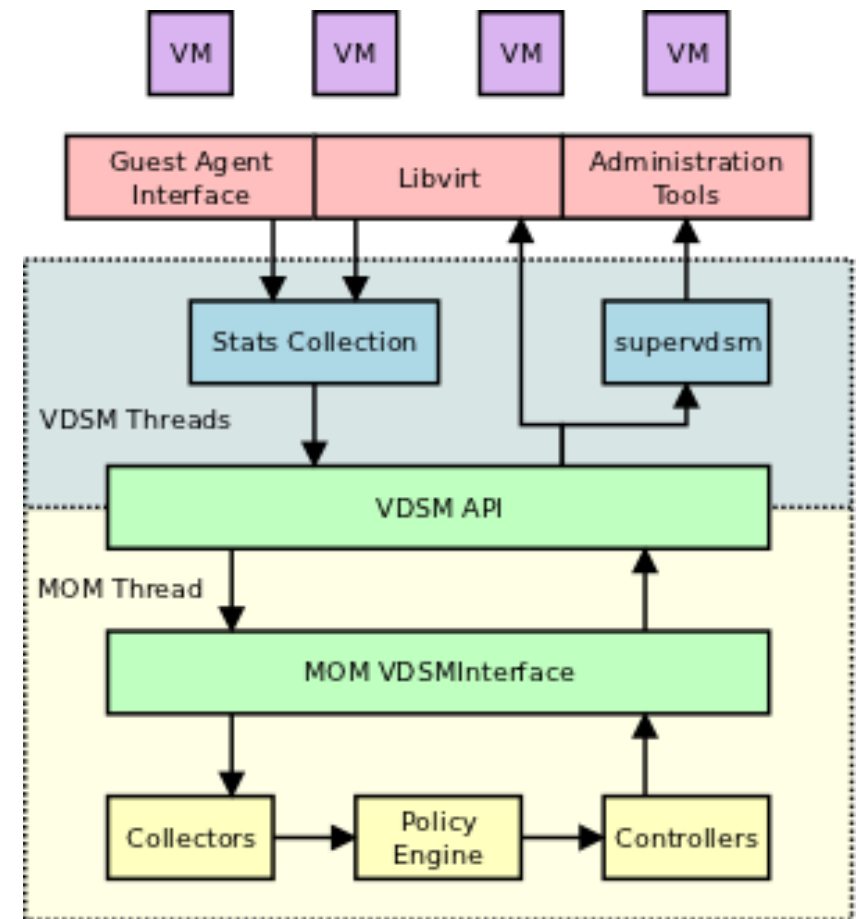 VM
VM
VM
VM
Guest Agent
Interface
Libvirt
Administration
Tools
Stats Collection
supervdsm
VDSM Threads
VDSM API
MOM Thread
MOM VDSMInterface
Collectors
Policy
Engine
Controllers